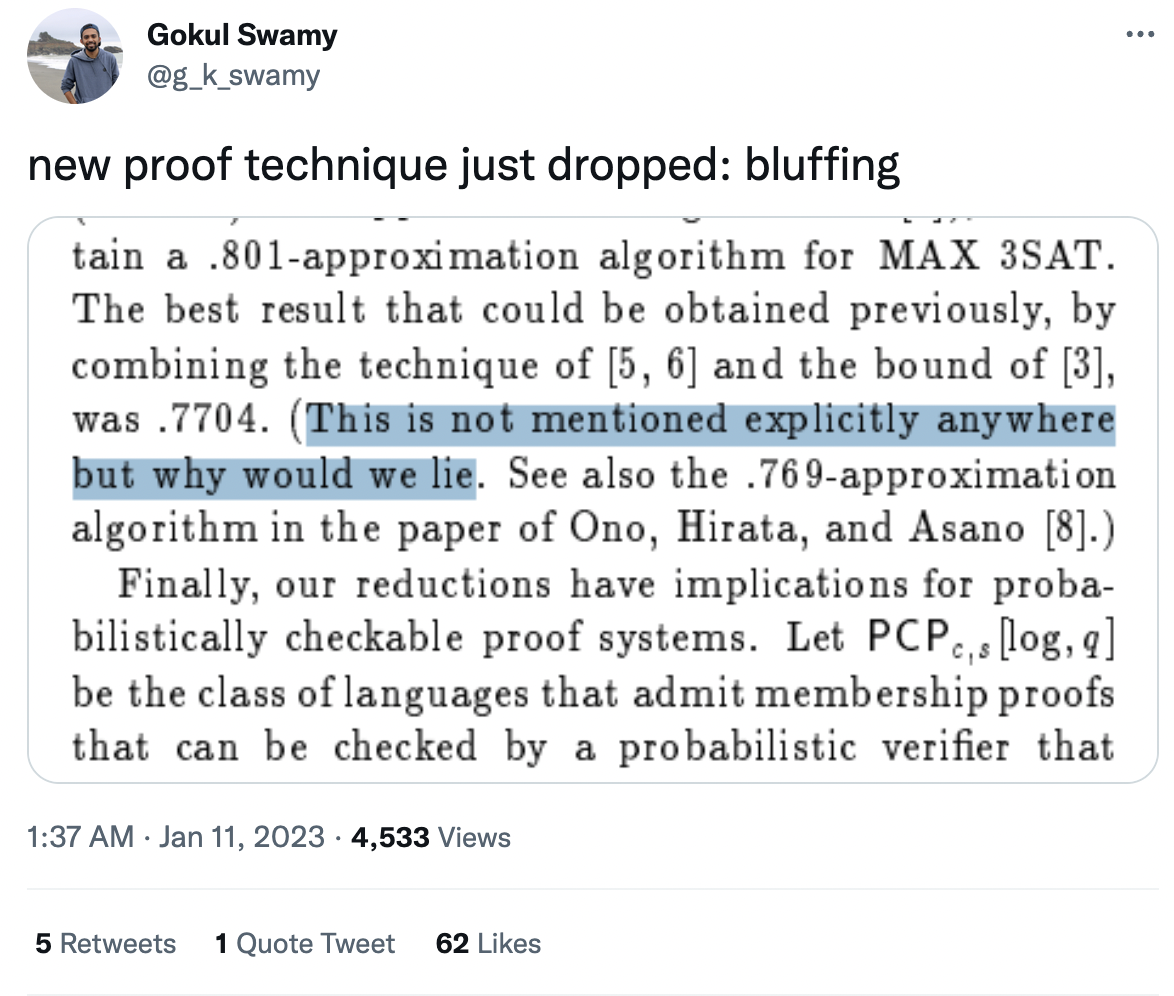 Gokul Swamy
@g_k_swamy
new proof technique just dropped: bluffing
tain a .801-approximation algorithm for MAX 3SAT.
The best result that could be obtained previously, by
combining the technique of [5, 6] and the bound of [3],
was .7704. (This is not mentioned explicitly anywhere
but why would we lie. See also the .769-approximation
algorithm in the paper of Ono, Hirata, and Asano [8].)
Finally, our reductions have implications for proba-
bilistically checkable proof systems. Let PCP_{c,s}[log, q]
be the class of languages that admit membership proofs
that can be checked by a probabilistic verifier that
1:37 AM · Jan 11, 2023 · 4,533 Views
5 Retweets 1 Quote Tweet 62 Likes